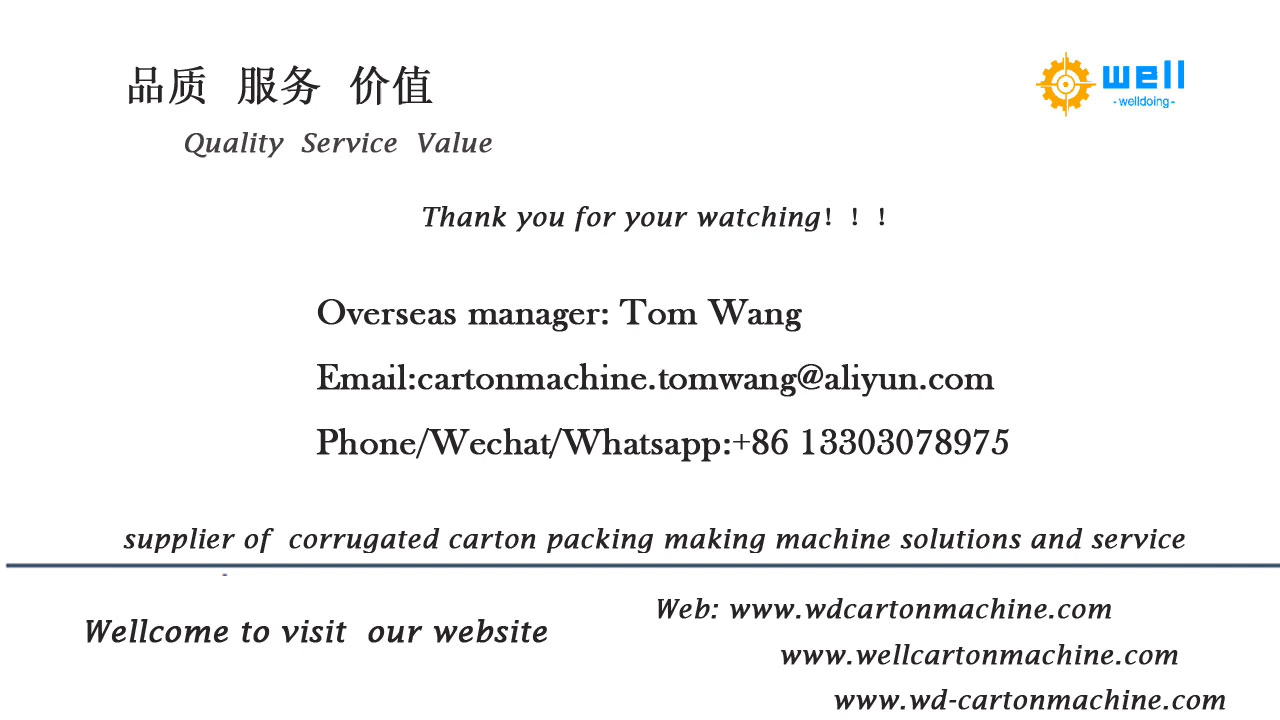 品质 服务 价值
Quality Service Value
well
-welldoing-
Thank you for your watching！！！
Overseas manager: Tom Wang
Email:cartonmachine.tomwang@aliyun.com
Phone/Wechat/Whatsapp:+86 13303078975
supplier of corrugated carton packing making machine solutions and service
Wellcome to visit our website
Web: www.wdcartonmachine.com
www.wellcartonmachine.com
www.wd-cartonmachine.com